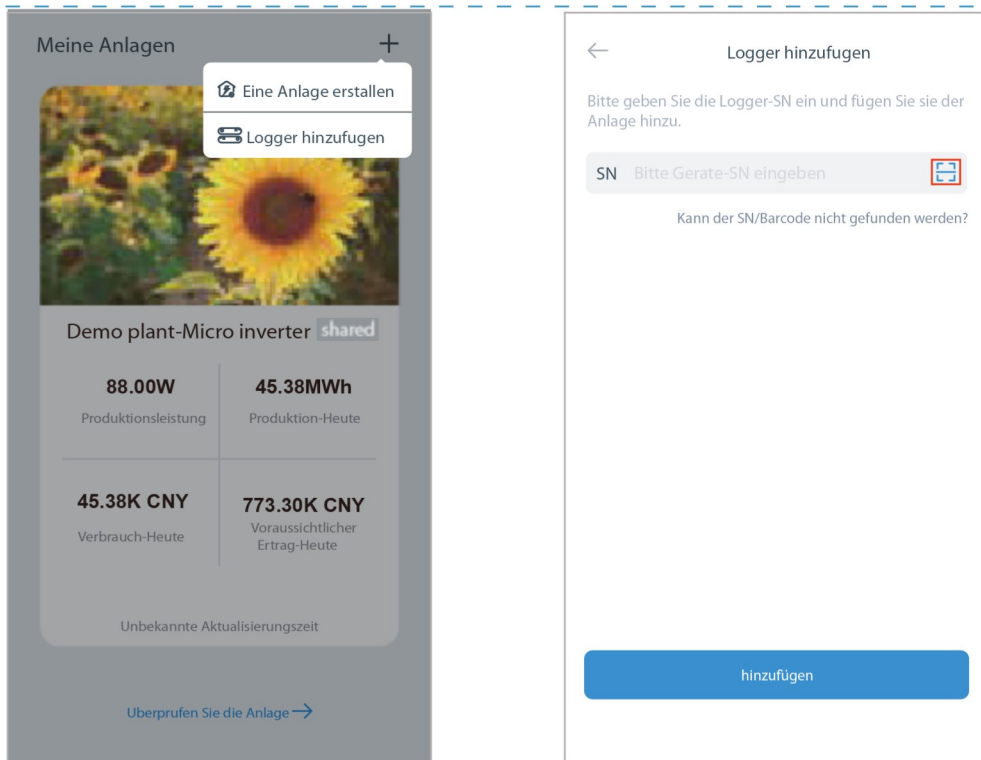 Meine Anlagen
Eine Anlage erstallen
Logger hinzufugen
Demo plant-Micro inverter shared
88.00W
Produktionsleistung
45.38MWh
Produktion-Heute
45.38K CNY
Verbrauch-Heute
773.30K CNY
Voraussichtlicher
Ertrag-Heute
Unbekannte Aktualisierungszeit
Uberprufen Sie die Anlage
Logger hinzufugen
Bitte geben Sie die Logger-SN ein und fügen Sie sie der
Anlage hinzu.
SN Bitte Gerate-SN eingeben
Kann der SN/Barcode nicht gefunden werden?
hinzufügen